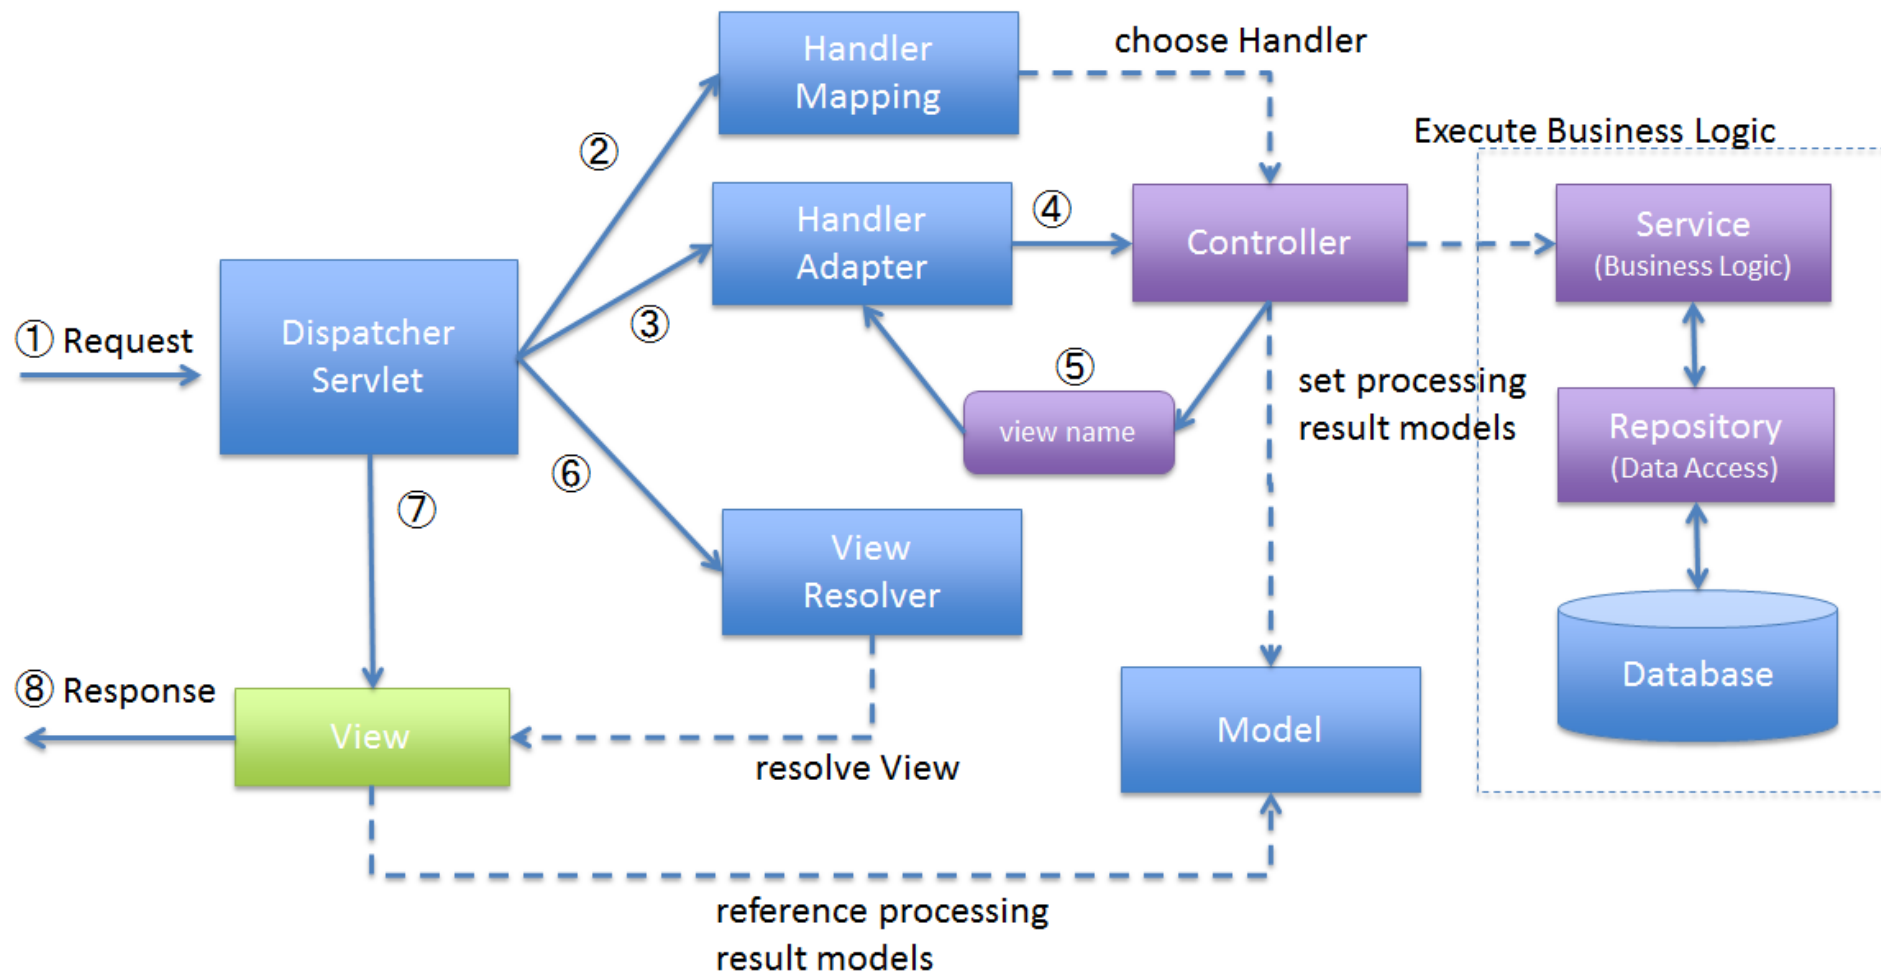 Handler
Mapping
choose Handler
Execute Business Logic
②
Handler
Adapter
④
Controller
Service
(Business Logic)
① Request
Dispatcher
Servlet
③
⑤
view name
set processing
result models
Repository
(Data Access)
⑥
⑦
View
Resolver
⑧ Response
View
resolve View
Model
Database
reference processing
result models